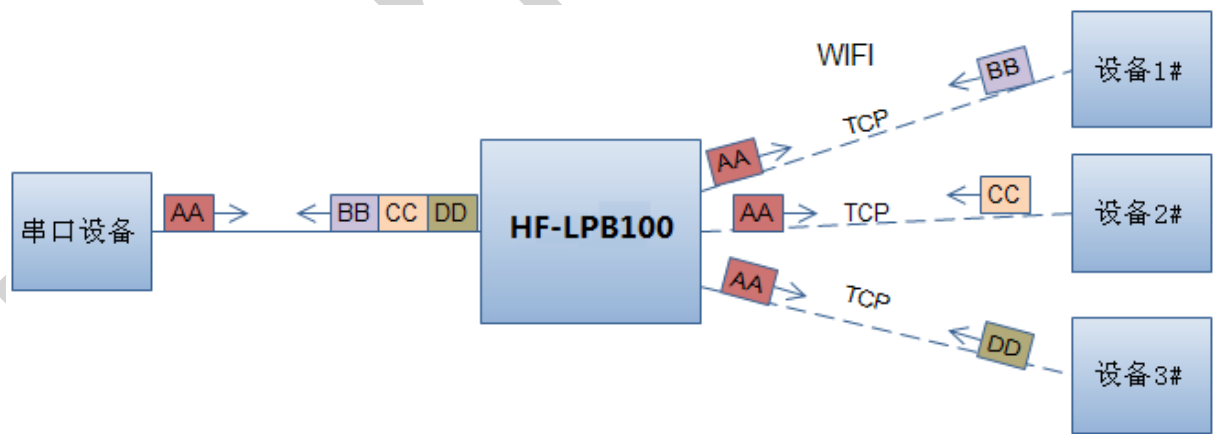 WIFI
BB
设备1#
TCP
AA
串口设备
AA
BB CC DD
HF-LPB100
AA
TCP
CC
设备2#
AA
TCP
DD
设备3#